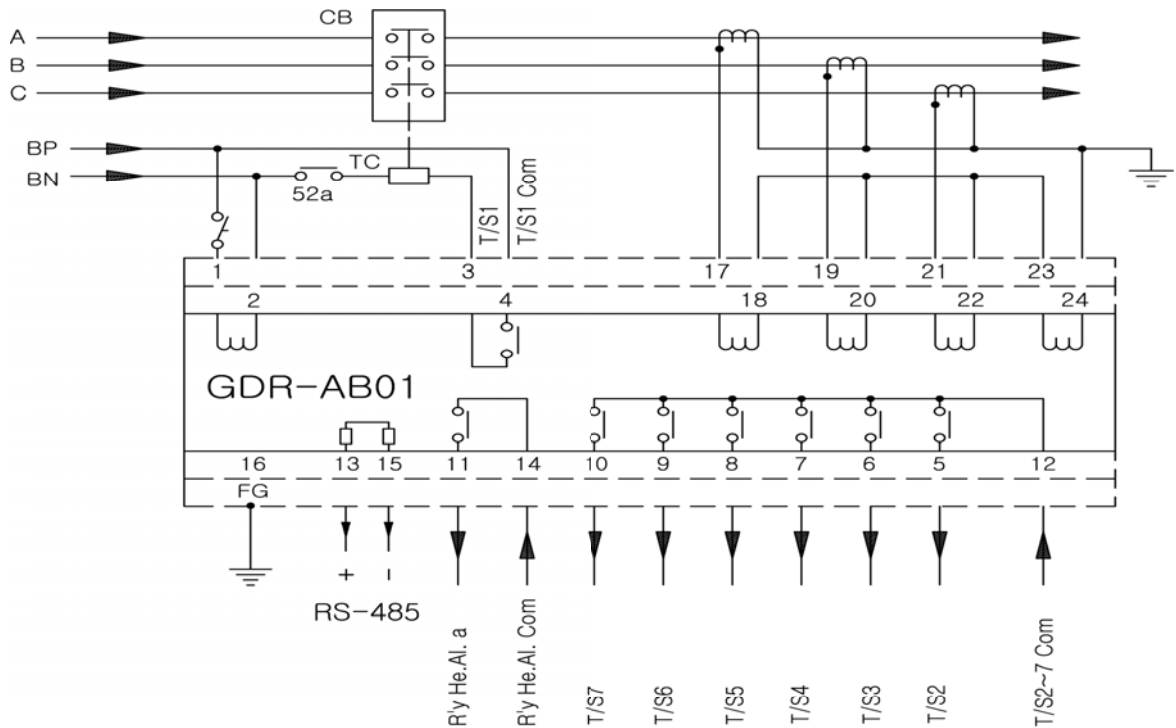 CB
A
B
C
BP
BN
TC
52a
T/S1
T/S1 Com
1 3 17 19 21 23
2 4 18 20 22 24
GDR-AB01
16 13 15 11 14 10 9 8 7 6 5 12
FG
+ -
RS-485
R'y He.Al. a
R'y He.Al. Com
T/S7
T/S6
T/S5
T/S4
T/S3
T/S2
T/S2~7 Com